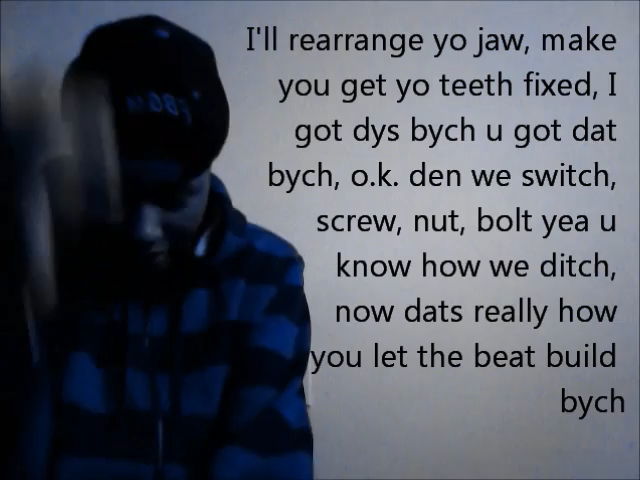 I'll rearrange yo jaw, make
you get yo teeth fixed, I
got dys bych u got dat
bych, o.k. den we switch,
screw, nut, bolt yea u
know how we ditch,
now dats really how
you let the beat build
bych